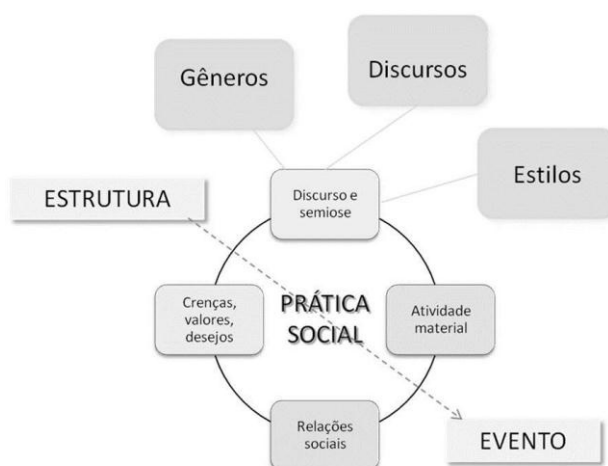 Gêneros
Discursos
Estilos
ESTRUTURA
Discurso e
semiose
Crenças,
valores,
desejos
PRÁTICA
SOCIAL
Atividade
material
Relações
sociais
EVENTO